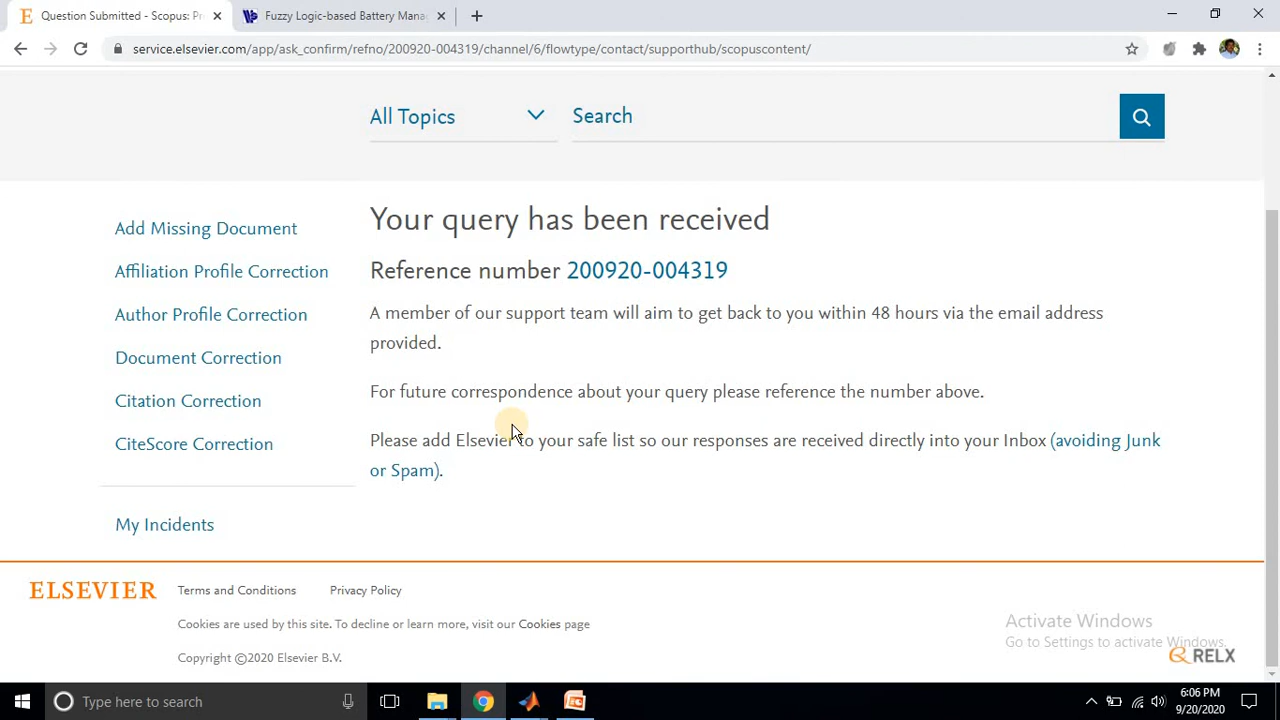 Question Submitted - Scopus: Pr
Fuzzy Logic-based Battery Mana
service.elsevier.com/app/ask_confirm/refno/200920-004319/channel/6/flowtype/contact/supporthub/scopuscontent/
All Topics
Search
Add Missing Document
Affiliation Profile Correction
Author Profile Correction
Document Correction
Citation Correction
CiteScore Correction
My Incidents
Your query has been received
Reference number 200920-004319
A member of our support team will aim to get back to you within 48 hours via the email address
provided.
For future correspondence about your query please reference the number above.
Please add Elsevier to your safe list so our responses are received directly into your Inbox (avoiding Junk
or Spam).
ELSEVIER
Terms and Conditions
Privacy Policy
Cookies are used by this site. To decline or learn more, visit our Cookies page
Copyright ©2020 Elsevier B.V.
Activate Windows
Go to Settings to activate Windows.
RELX
Type here to search
6:06 PM
9/20/2020